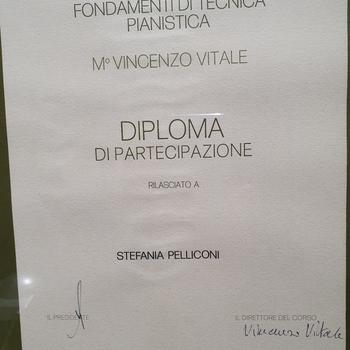 FONDAMENTI DI TECNICA
PIANISTICA
Mº VINCENZO VITALE
DIPLOMA
DI PARTECIPAZIONE
RILASCIATO A
STEFANIA PELLICONI
IL PRESIDENTE
IL DIRETTORE DEL CORSO
Vincenzo Vitale